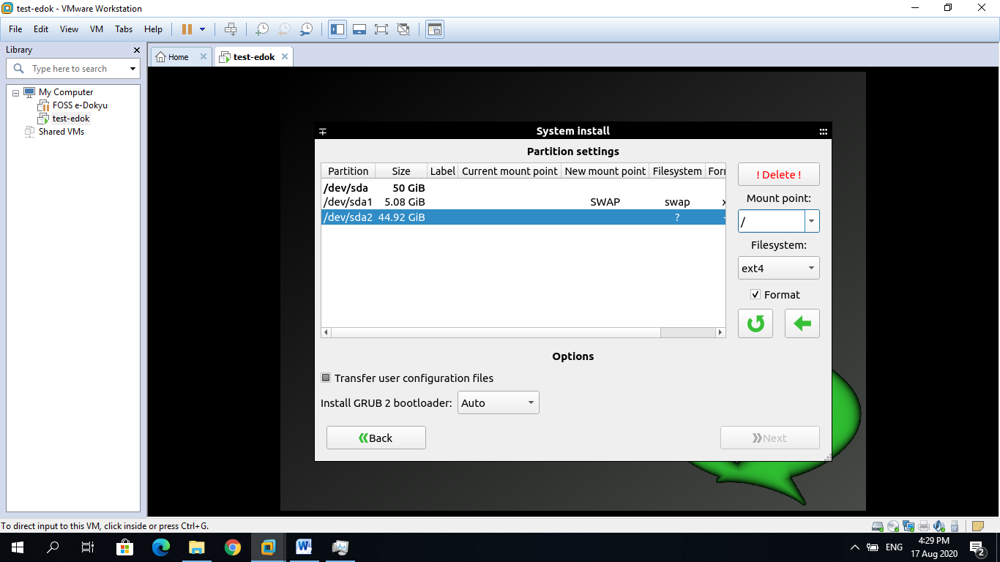 test-edok - VMware Workstation
File Edit View VM Tabs Help
Library
Home
test-edok
Type here to search
My Computer
FOSS e-Dokyu
test-edok
Shared VMs
System install
Partition settings
Partition Size Label Current mount point New mount point Filesystem
/dev/sda 50 GiB
/dev/sda1 5.08 GiB SWAP swap x
/dev/sda2 44.92 GiB ? -
! Delete !
Mount point:
/
Filesystem:
ext4
Format
Options
Transfer user configuration files
Install GRUB 2 bootloader: Auto
Back
Next
To direct input to this VM, click inside or press Ctrl+G.
ENG
4:29 PM
17 Aug 2020
2